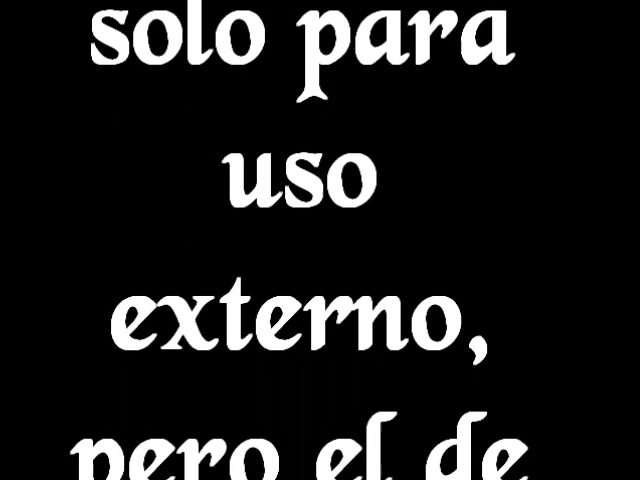 solo para
uso
externo,
pero el de